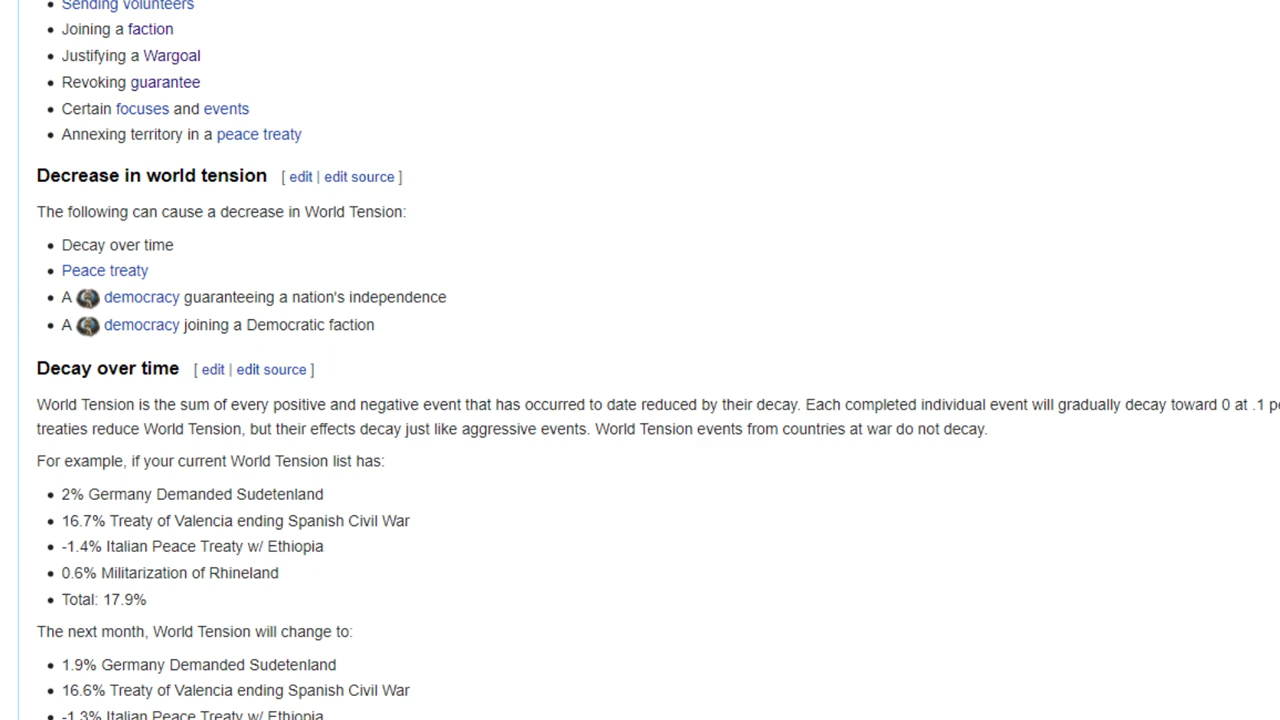 Sending volunteers
Joining a faction
Justifying a Wargoal
Revoking guarantee
Certain focuses and events
Annexing territory in a peace treaty
Decrease in world tension [ edit | edit source ]
The following can cause a decrease in World Tension:
Decay over time
Peace treaty
A democracy guaranteeing a nation's independence
A democracy joining a Democratic faction
Decay over time [ edit | edit source ]
World Tension is the sum of every positive and negative event that has occurred to date reduced by their decay. Each completed individual event will gradually decay toward 0 at .1
treaties reduce World Tension, but their effects decay just like aggressive events. World Tension events from countries at war do not decay.
For example, if your current World Tension list has:
2% Germany Demanded Sudetenland
16.7% Treaty of Valencia ending Spanish Civil War
-1.4% Italian Peace Treaty w/ Ethiopia
0.6% Militarization of Rhineland
Total: 17.9%
The next month, World Tension will change to:
1.9% Germany Demanded Sudetenland
16.6% Treaty of Valencia ending Spanish Civil War
-1.3% Italian Peace Treaty w/ Ethiopia